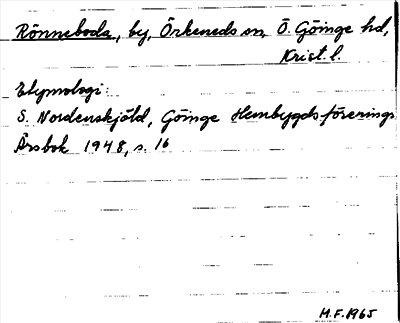 Rönneboda, by, Örkeneds sn, Ö. Göinge hd,
Krist. l.
Etymologi:
S. Nordenskjöld, Göinge Hembygdsförenings
Årsbok 1948, s. 16
M.F. 1965